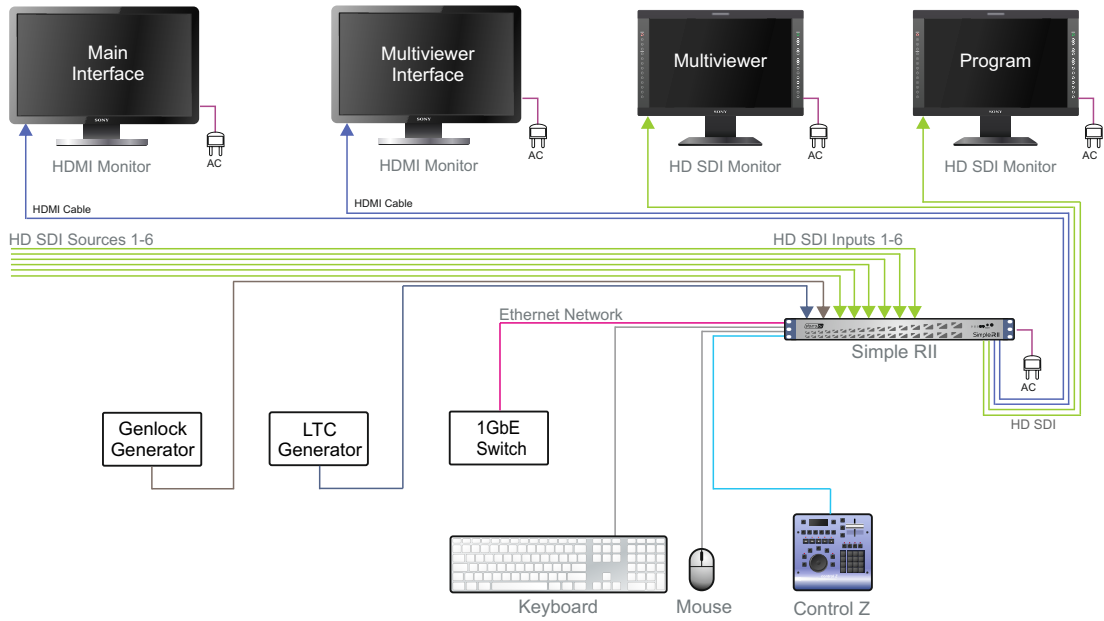 Main
Interface
Multiviewer
Interface
Multiviewer
Program
SONY
SONY
SONY
SONY
AC
AC
AC
AC
HDMI Monitor
HDMI Monitor
HD SDI Monitor
HD SDI Monitor
HDMI Cable
HDMI Cable
HD SDI Sources 1-6
HD SDI Inputs 1-6
Ethernet Network
SimpleRII
Simple RII
AC
HD SDI
Genlock
Generator
LTC
Generator
1GbE
Switch
Keyboard
Mouse
Control Z